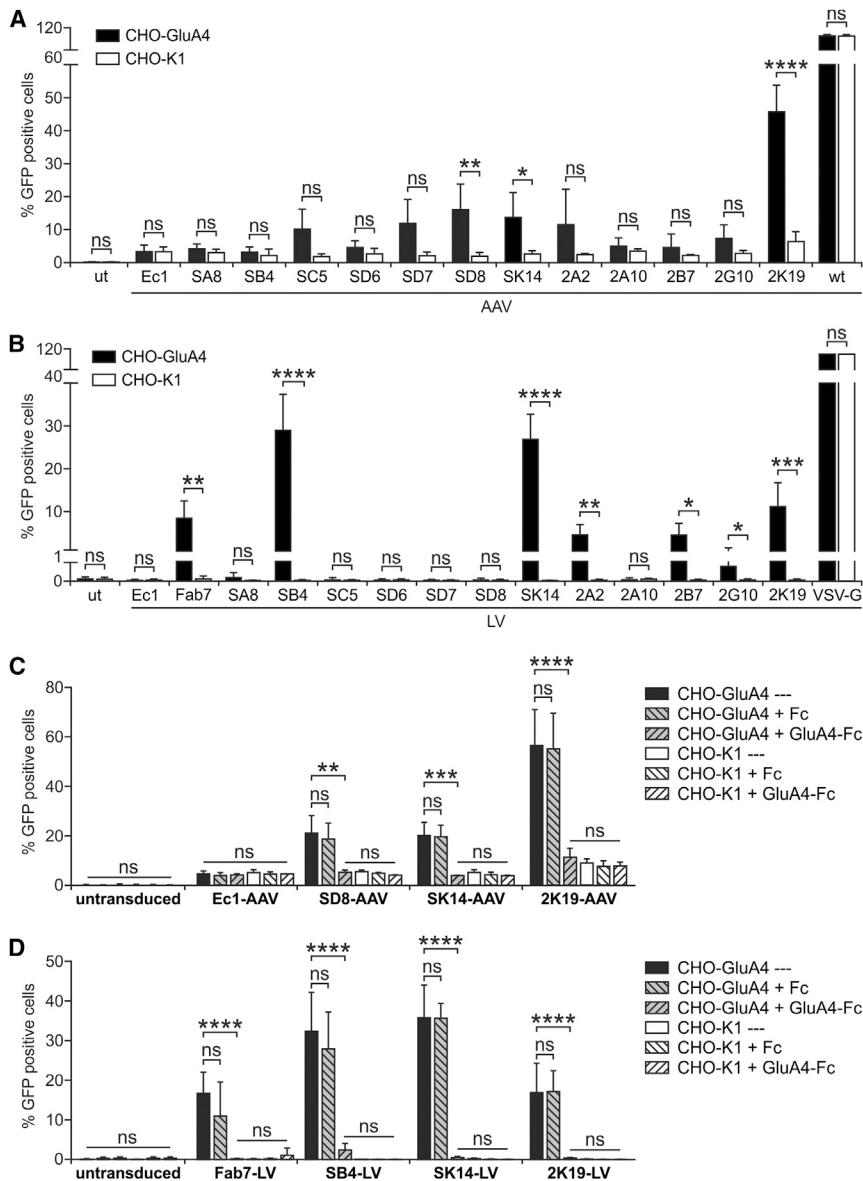 A
120
60
50
40
30
20
10
0
% GFP positive cells
CHO-GluA4
CHO-K1
ns ns ns ns ns ns ns ** * ns ns ns ns **** ns
ut Ec1 SA8 SB4 SC5 SD6 SD7 SD8 SK14 2A2 2A10 2B7 2G10 2K19 wt
AAV
B
120
40
30
20
10
1
0
% GFP positive cells
CHO-GluA4
CHO-K1
ns ns ** ns **** ns ns ns ns **** ** ns * * *** ns
ut Ec1 Fab7 SA8 SB4 SC5 SD6 SD7 SD8 SK14 2A2 2A10 2B7 2G10 2K19 VSV-G
LV
C
80
60
40
20
0
% GFP positive cells
ns ns ** ns ns *** ns ns **** ns ns
untransduced Ec1-AAV SD8-AAV SK14-AAV 2K19-AAV
CHO-GluA4 ---
CHO-GluA4 + Fc
CHO-GluA4 + GluA4-Fc
CHO-K1 ---
CHO-K1 + Fc
CHO-K1 + GluA4-Fc
D
50
40
30
20
10
0
% GFP positive cells
ns **** ns ns **** ns ns **** ns ns **** ns ns
untransduced Fab7-LV SB4-LV SK14-LV 2K19-LV
CHO-GluA4 ---
CHO-GluA4 + Fc
CHO-GluA4 + GluA4-Fc
CHO-K1 ---
CHO-K1 + Fc
CHO-K1 + GluA4-Fc